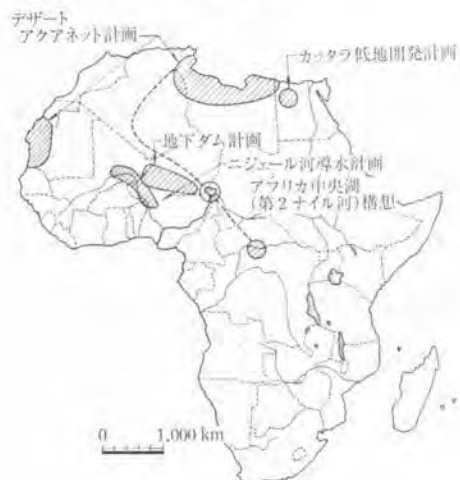 デザート
アクアネット計画
カッタラ低地開発計画
地下ダム計画
ニジェール河導水計画
アフリカ中央湖
(第2ナイル河)構想
0 1,000 km